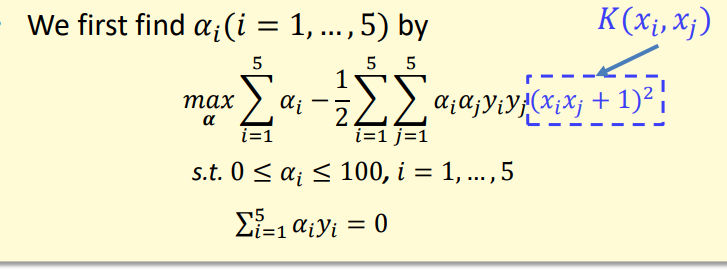 We first find αᵢ(i = 1, … , 5) by
K(xᵢ, xⱼ)
max_α ∑_{i=1}^{5} αᵢ − 1/2 ∑_{i=1}^{5} ∑_{j=1}^{5} αᵢαⱼyᵢyⱼ(xᵢxⱼ + 1)²
s.t. 0 ≤ αᵢ ≤ 100, i = 1, … , 5
∑_{i=1}^{5} αᵢyᵢ = 0